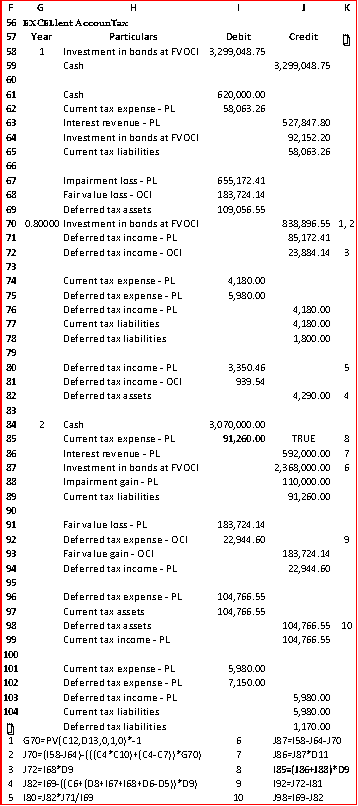 F G H I J K
56 EXCELlent AccounTax
57 Year Particulars Debit Credit
58 1 Investment in bonds at FVOCI 3,299,048.75
59 Cash 3,299,048.75
60
61 Cash 620,000.00
62 Current tax expense - PL 58,063.26
63 Interest revenue - PL 527,847.80
64 Investment in bonds at FVOCI 92,152.20
65 Current tax liabilities 58,063.26
66
67 Impairment loss - PL 655,172.41
68 Fair value loss - OCI 183,724.14
69 Deferred tax assets 109,056.55
70 0.80000 Investment in bonds at FVOCI 838,896.55 1, 2
71 Deferred tax income - PL 85,172.41
72 Deferred tax income - OCI 23,884.14 3
73
74 Current tax expense - PL 4,180.00
75 Deferred tax expense - PL 5,980.00
76 Deferred tax income - PL 4,180.00
77 Current tax liabilities 4,180.00
78 Deferred tax liabilities 1,800.00
79
80 Deferred tax income - PL 3,350.46 5
81 Deferred tax income - OCI 939.54
82 Deferred tax assets 4,290.00 4
83
84 2 Cash 3,070,000.00
85 Current tax expense - PL 91,260.00 TRUE 8
86 Interest revenue - PL 592,000.00 7
87 Investment in bonds at FVOCI 2,368,000.00 6
88 Impairment gain - PL 110,000.00
89 Current tax liabilities 91,260.00
90
91 Fair value loss - PL 183,724.14
92 Deferred tax expense - OCI 22,944.60 9
93 Fair value gain - OCI 183,724.14
94 Deferred tax income - PL 22,944.60
95
96 Deferred tax expense - PL 104,766.55
97 Current tax assets 104,766.55
98 Deferred tax assets 104,766.55 10
99 Current tax income - PL 104,766.55
100
101 Current tax expense - PL 5,980.00
102 Deferred tax expense - PL 7,150.00
103 Deferred tax income - PL 5,980.00
104 Current tax liabilities 5,980.00
Deferred tax liabilities 1,170.00
1 G70=PV(C12,D13,0,1,0)*-1 6 J87=I58-J64-J70
2 J70=(I58-J64)-(((C4*C10)+(C4-C7))*G70) 7 J86=J87*D11
3 J72=I68*D9 8 I85=(J86+J88)*D9
4 J82=I69-((C6+(D8+I67+I68+D6-D5))*D9) 9 I92=J72-I81
5 I80=J82*J71/I69 10 J98=I69-J82